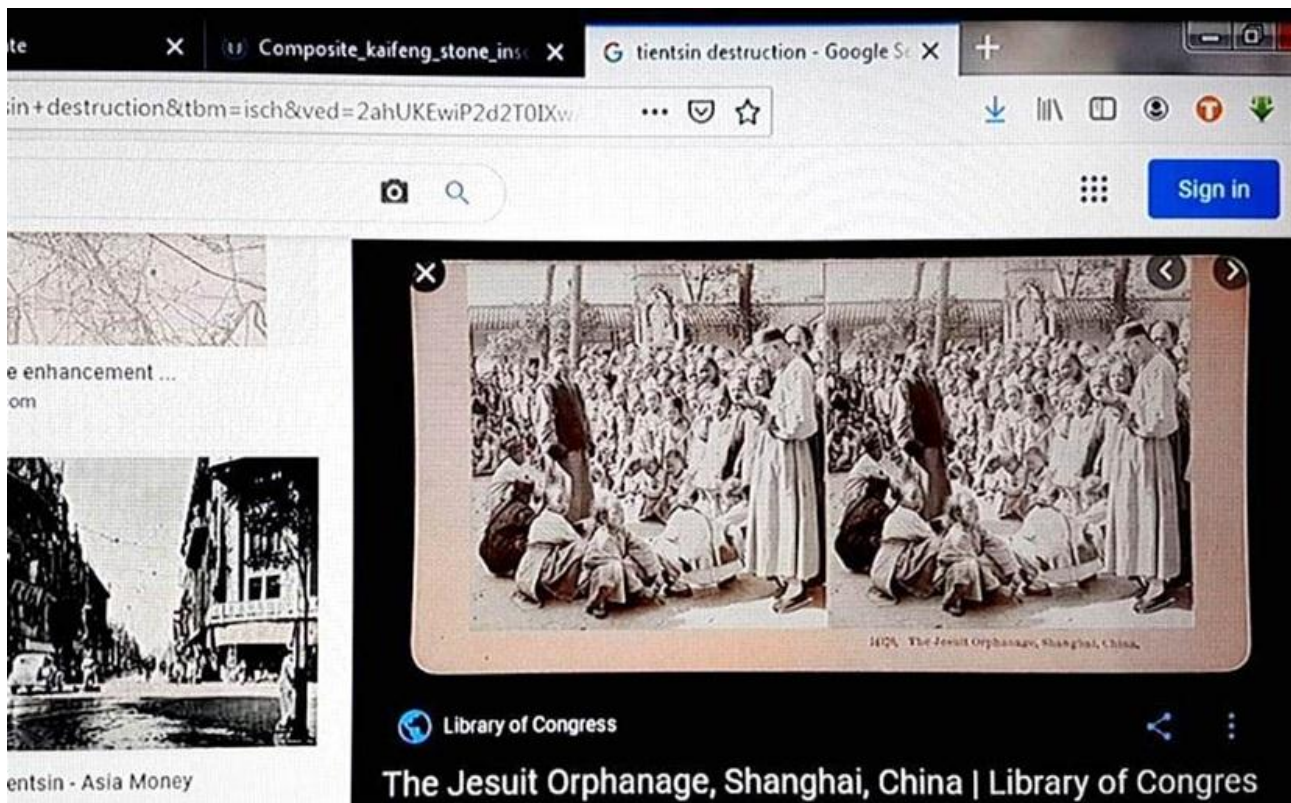 te
Composite_kaifeng_stone_ins
G tientsin destruction - Google Se
in+destruction&tbm=isch&ved=2ahUKEwiP2d2T0IXw
Sign in
e enhancement ...
om
The Jesuit Orphanage, Shanghai, China.
Library of Congress
entsin - Asia Money
The Jesuit Orphanage, Shanghai, China | Library of Congres